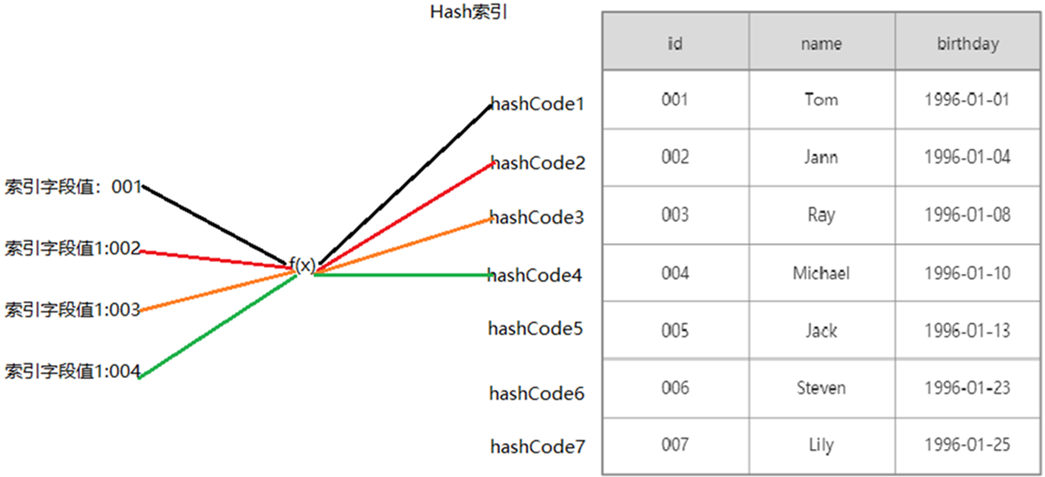 Hash索引
id name birthday
hashCode1 001 Tom 1996-01-01
hashCode2 002 Jann 1996-01-04
索引字段值：001
hashCode3 003 Ray 1996-01-08
索引字段值1:002
f(x)
hashCode4 004 Michael 1996-01-10
索引字段值1:003
hashCode5 005 Jack 1996-01-13
索引字段值1:004
hashCode6 006 Steven 1996-01-23
hashCode7 007 Lily 1996-01-25